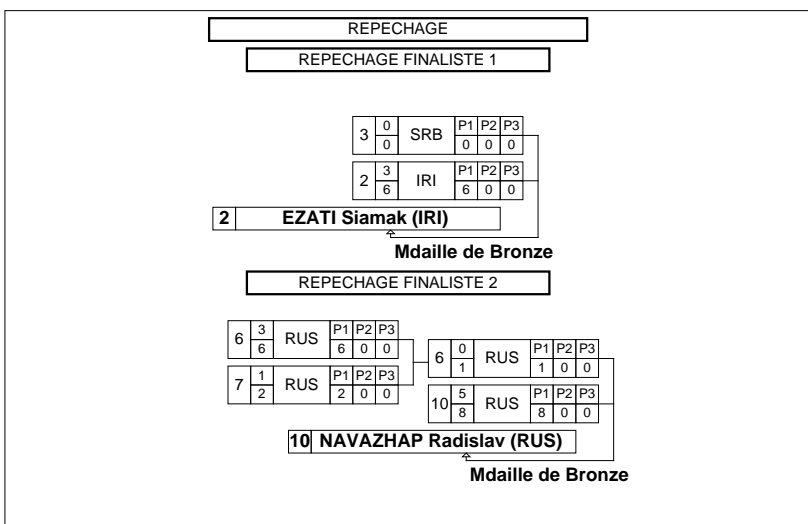 REPECHAGE
REPECHAGE FINALISTE 1
3 0 SRB P1 P2 P3
0 0 0 0
2 3 IRI P1 P2 P3
6 6 0 0
2 EZATI Siamak (IRI)
Mdaille de Bronze
REPECHAGE FINALISTE 2
6 3 RUS P1 P2 P3
6 6 0 0
7 1 RUS P1 P2 P3
2 2 0 0
6 0 RUS P1 P2 P3
1 1 0 0
10 5 RUS P1 P2 P3
8 8 0 0
10 NAVAZHAP Radislav (RUS)
Mdaille de Bronze